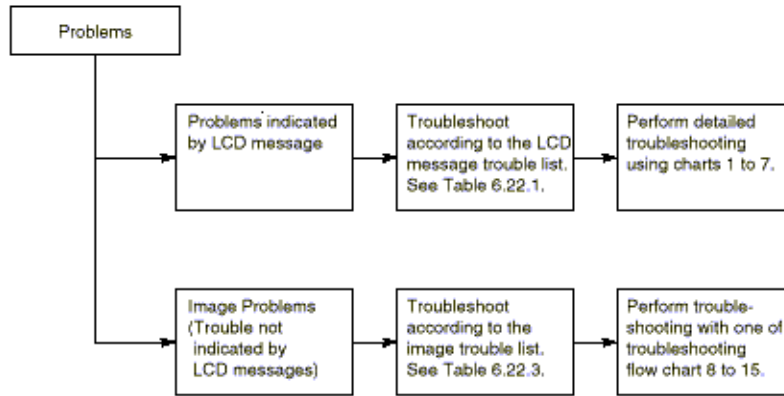 Problems
Problems indicated
by LCD message
Troubleshoot
according to the LCD
message trouble list.
See Table 6.22.1.
Perform detailed
troubleshooting
using charts 1 to 7.
Image Problems
(Trouble not
indicated by
LCD messages)
Troubleshoot
according to the
image trouble list.
See Table 6.22.3.
Perform trouble-
shooting with one of
troubleshooting
flow chart 8 to 15.